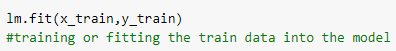 lm.fit(x_train,y_train)
#training or fitting the train data into the model